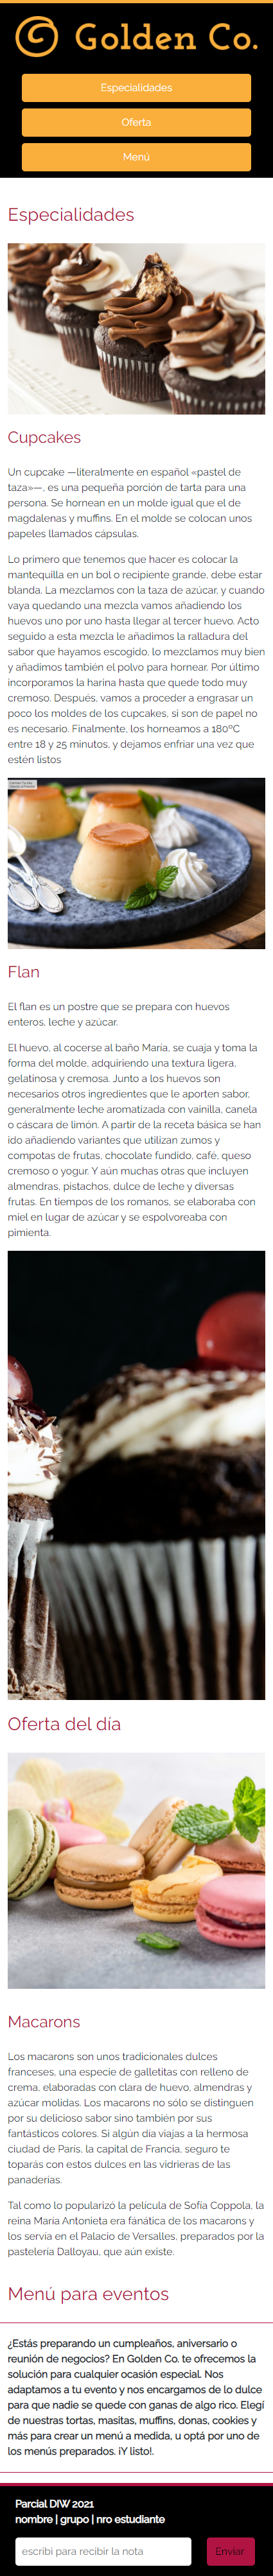 Golden Co.
Especialidades
Oferta
Menú
Especialidades
Cupcakes
Un cupcake —literalmente en español «pastel de
taza»—, es una pequeña porción de tarta para una
persona. Se hornean en un molde igual que el de
magdalenas y muffins. En el molde se colocan unos
papeles llamados cápsulas.
Lo primero que tenemos que hacer es colocar la
mantequilla en un bol o recipiente grande, debe estar
blanda. La mezclamos con la taza de azúcar, y cuando
vaya quedando una mezcla vamos añadiendo los
huevos uno por uno hasta llegar al tercer huevo. Acto
seguido a esta mezcla le añadimos la ralladura del
sabor que hayamos escogido, lo mezclamos muy bien
y añadimos también el polvo para hornear. Por último
incorporamos la harina hasta que quede todo muy
cremoso. Después, vamos a proceder a engrasar un
poco los moldes de los cupcakes, si son de papel no
es necesario. Finalmente, los horneamos a 180ºC
entre 18 y 25 minutos, y dejamos enfriar una vez que
estén listos
Flan
El flan es un postre que se prepara con huevos
enteros, leche y azúcar.
El huevo, al cocerse al baño María, se cuaja y toma la
forma del molde, adquiriendo una textura ligera,
gelatinosa y cremosa. Junto a los huevos son
necesarios otros ingredientes que le aporten sabor,
generalmente leche aromatizada con vainilla, canela
o cáscara de limón. A partir de la receta básica se han
ido añadiendo variantes que utilizan zumos y
compotas de frutas, chocolate fundido, café, queso
cremoso o yogur. Y aún muchas otras que incluyen
almendras, pistachos, dulce de leche y diversas
frutas. En tiempos de los romanos, se elaboraba con
miel en lugar de azúcar y se espolvoreaba con
pimienta.
Oferta del día
Macarons
Los macarons son unos tradicionales dulces
franceses, una especie de galletitas con relleno de
crema, elaboradas con clara de huevo, almendras y
azúcar molidas. Los macarons no sólo se distinguen
por su delicioso sabor sino también por sus
fantásticos colores. Si algún día viajas a la hermosa
ciudad de París, la capital de Francia, seguro te
toparás con estos dulces en las vidrieras de las
panaderías.
Tal como lo popularizó la película de Sofía Coppola, la
reina María Antonieta era fánática de los macarons y
los servía en el Palacio de Versalles, preparados por la
pastelería Dalloyau, que aún existe.
Menú para eventos
¿Estás preparando un cumpleaños, aniversario o
reunión de negocios? En Golden Co. te ofrecemos la
solución para cualquier ocasión especial. Nos
adaptamos a tu evento y nos encargamos de lo dulce
para que nadie se quede con ganas de algo rico. Elegí
de nuestras tortas, masitas, muffins, donas, cookies y
más para crear un menú a medida, u optá por uno de
los menús preparados. ¡Y listo!.
Parcial DIW 2021
nombre | grupo | nro estudiante
escribí para recibir la nota
Enviar